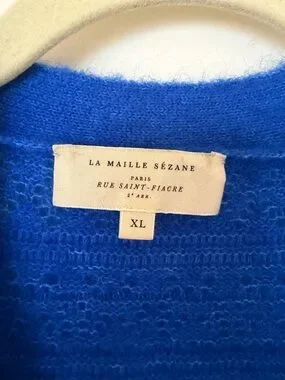 LA MAILLE SÉZANE
PARIS
RUE SAINT-FIACRE
2e ARR.
XL